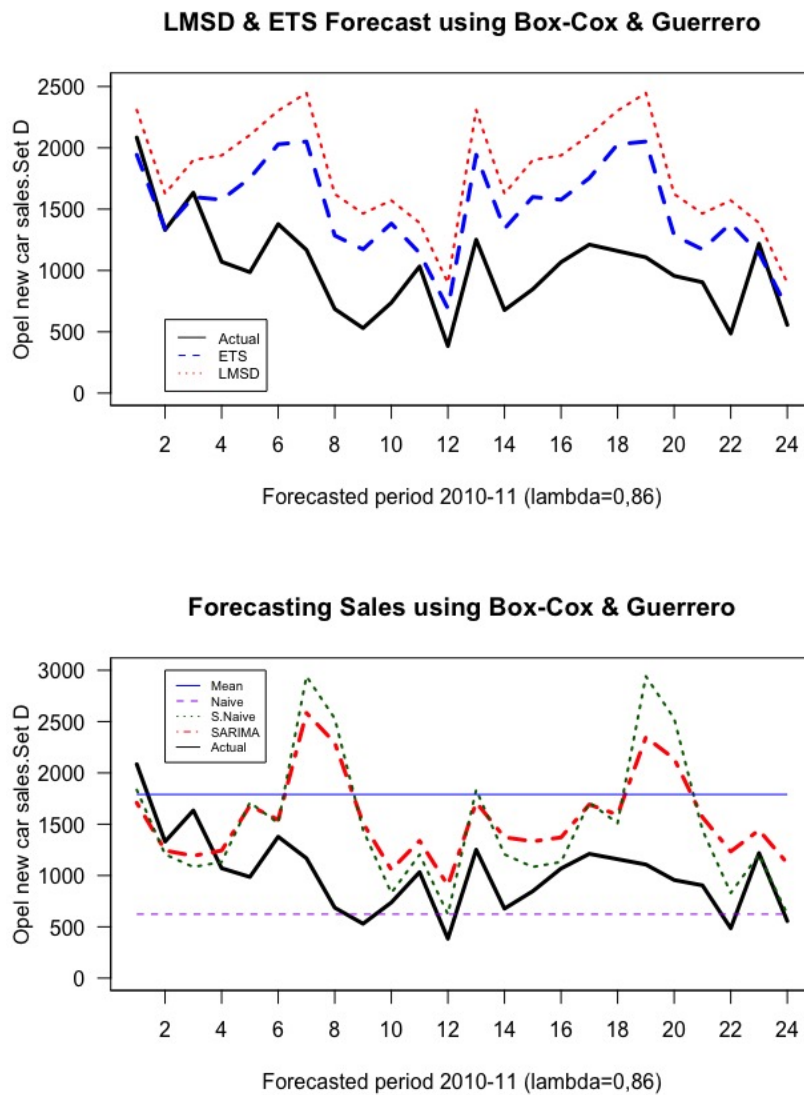 LMSD & ETS Forecast using Box-Cox & Guerrero
Opel new car sales.Set D
2500
2000
1500
1000
500
0
Actual
ETS
LMSD
2 4 6 8 10 12 14 16 18 20 22 24
Forecasted period 2010-11 (lambda=0,86)
Forecasting Sales using Box-Cox & Guerrero
Opel new car sales.Set D
3000
2500
2000
1500
1000
500
0
Mean
Naive
S.Naive
SARIMA
Actual
2 4 6 8 10 12 14 16 18 20 22 24
Forecasted period 2010-11 (lambda=0,86)